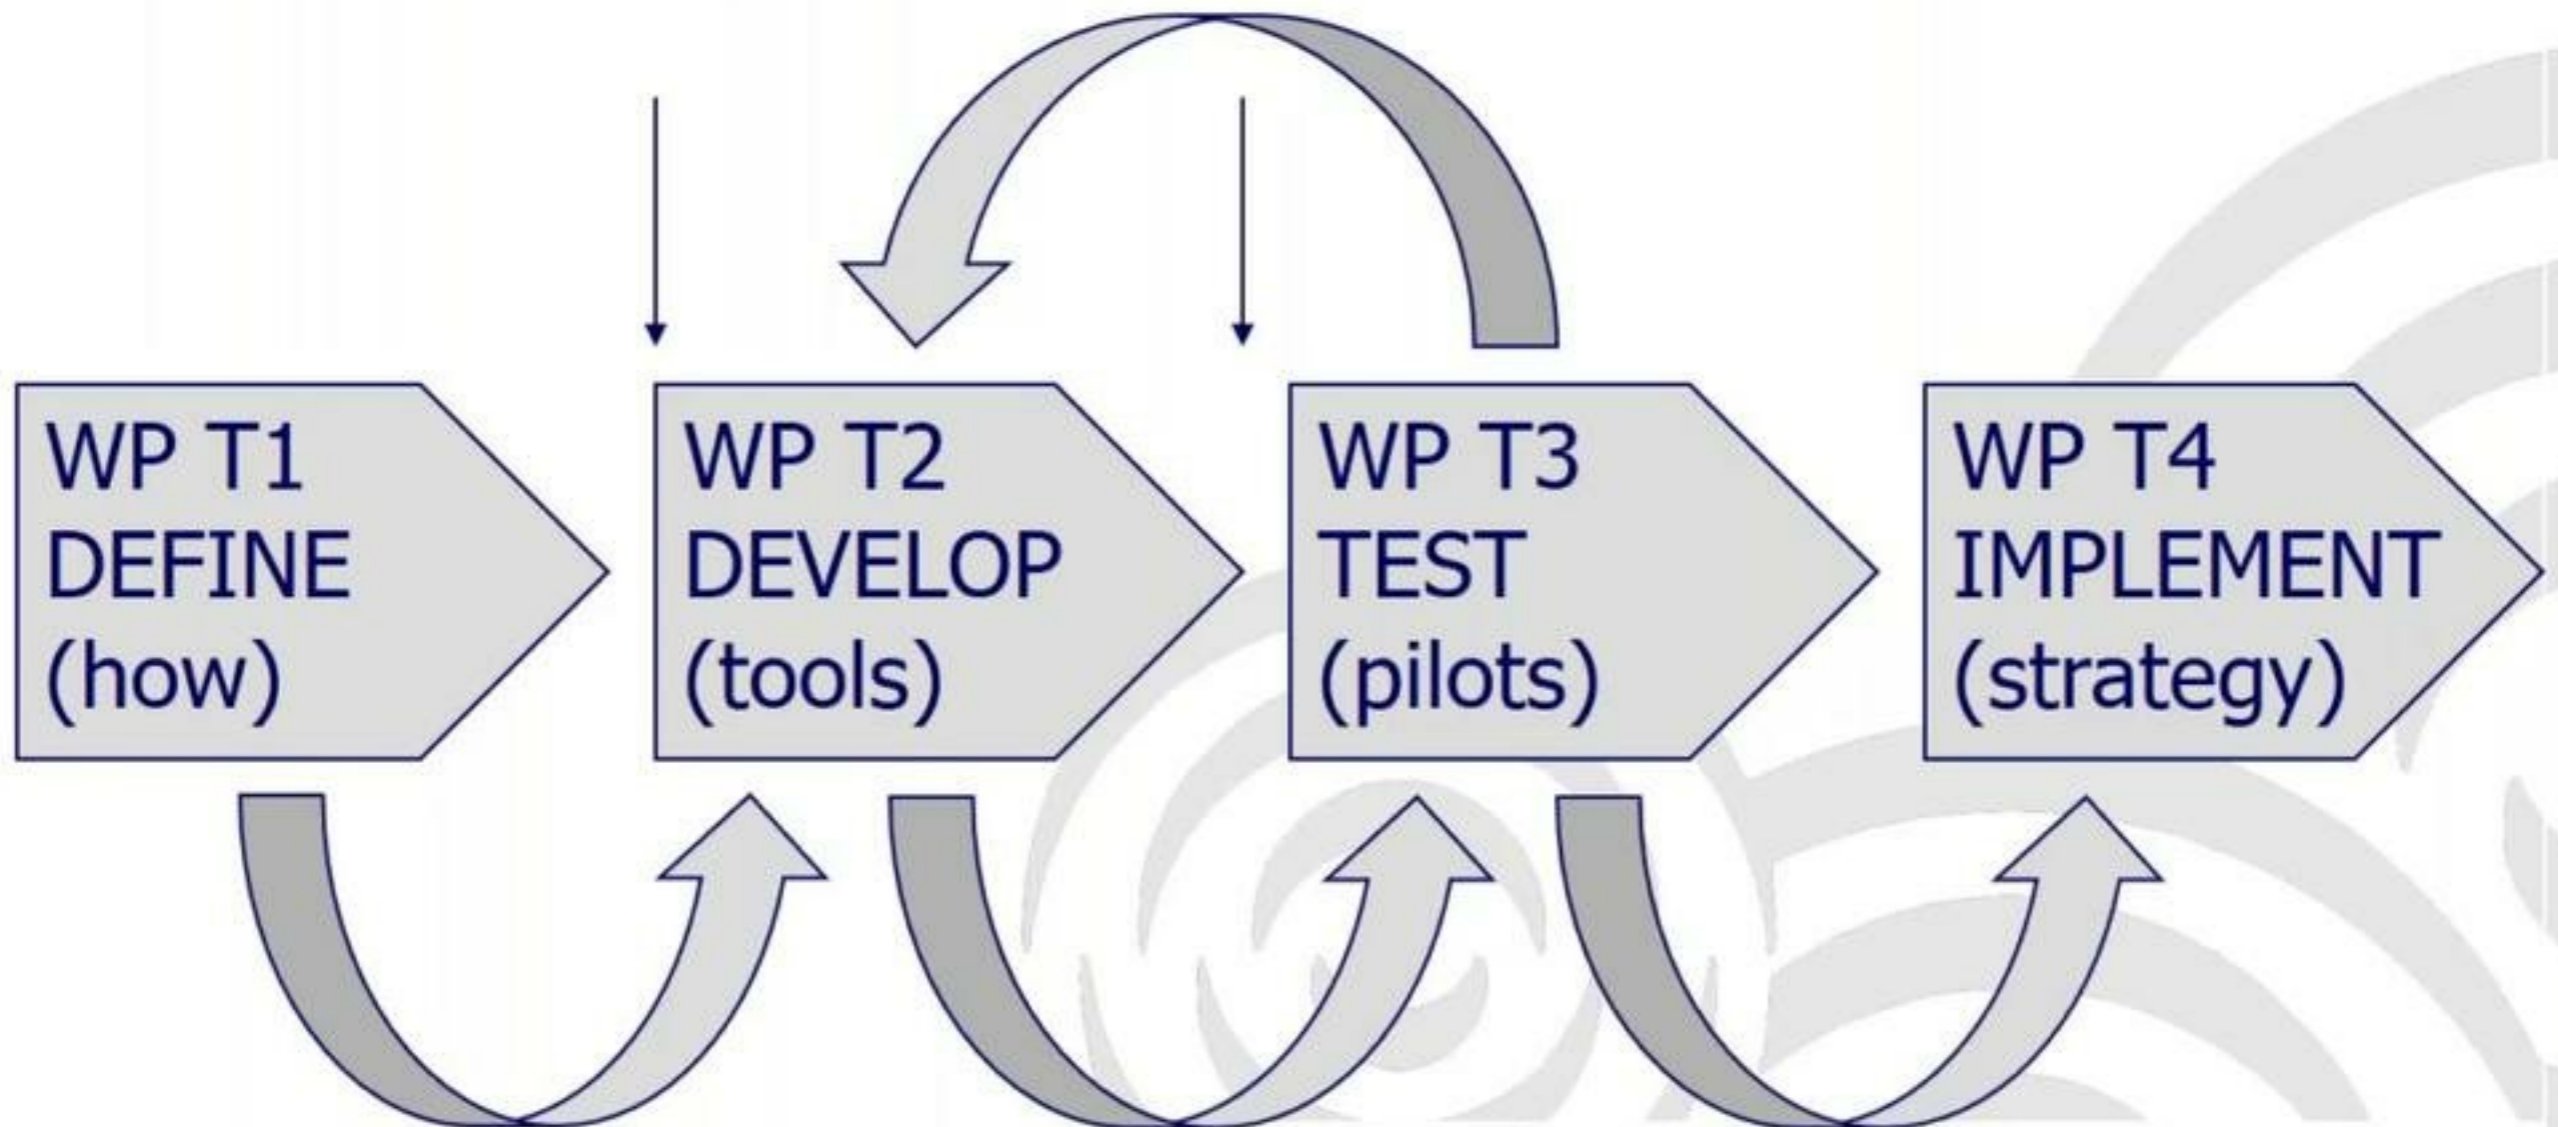 WP T1
DEFINE
(how)
WP T2
DEVELOP
(tools)
WP T3
TEST
(pilots)
WP T4
IMPLEMENT
(strategy)